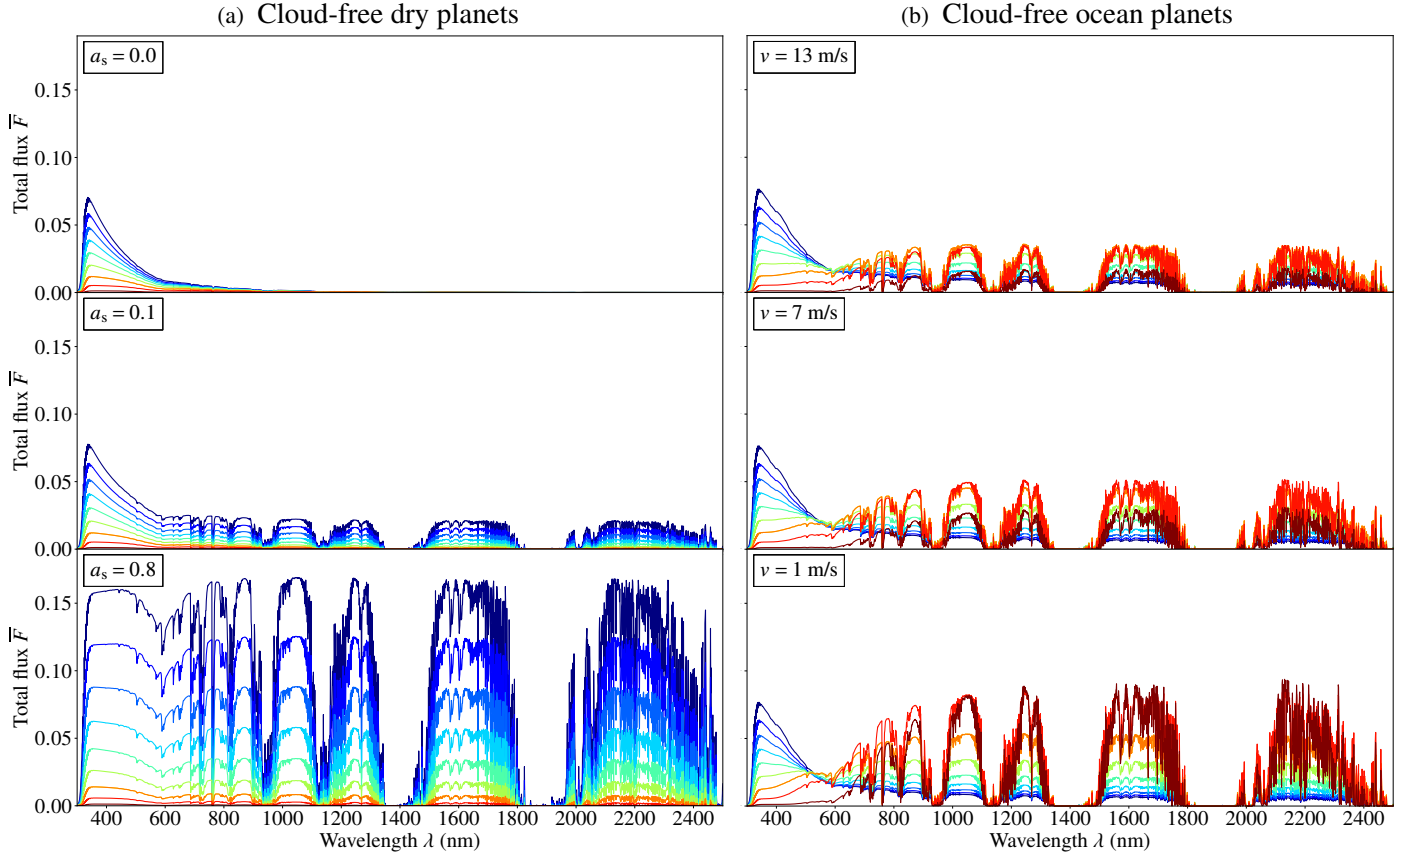 (a) Cloud-free dry planets
(b) Cloud-free ocean planets
a_s = 0.0
0.15
0.10
0.05
0.00
Total flux F̅
v = 13 m/s
a_s = 0.1
0.15
0.10
0.05
0.00
Total flux F̅
v = 7 m/s
a_s = 0.8
0.15
0.10
0.05
0.00
Total flux F̅
v = 1 m/s
400 600 800 1000 1200 1400 1600 1800 2000 2200 2400
Wavelength λ (nm)
400 600 800 1000 1200 1400 1600 1800 2000 2200 2400
Wavelength λ (nm)